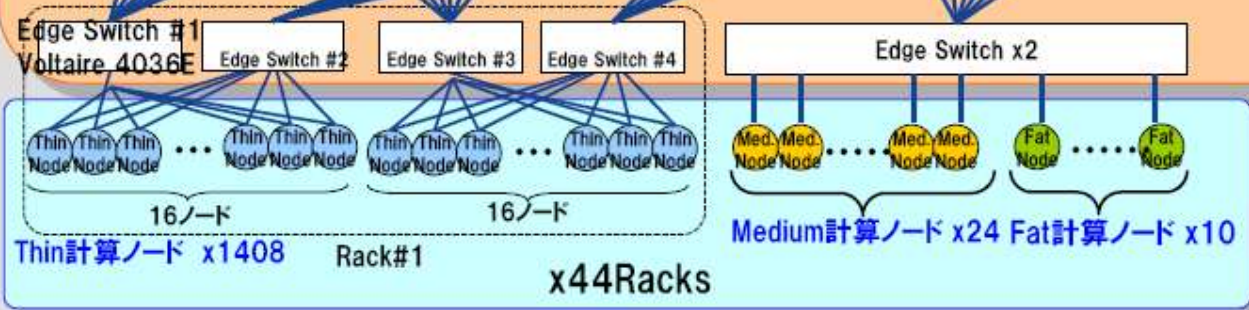 Edge Switch #1
Voltaire 4036E
Edge Switch #2
Edge Switch #3
Edge Switch #4
Edge Switch x2
Thin Node
Thin Node
Thin Node
...
Thin Node
Thin Node
Thin Node
Thin Node
Thin Node
Thin Node
...
Thin Node
Thin Node
Thin Node
Med. Node
Med. Node
.....
Med. Node
Med. Node
Fat Node
......
Fat Node
16ノード
16ノード
Thin計算ノード x1408
Rack#1
Medium計算ノード x24
Fat計算ノード x10
x44Racks